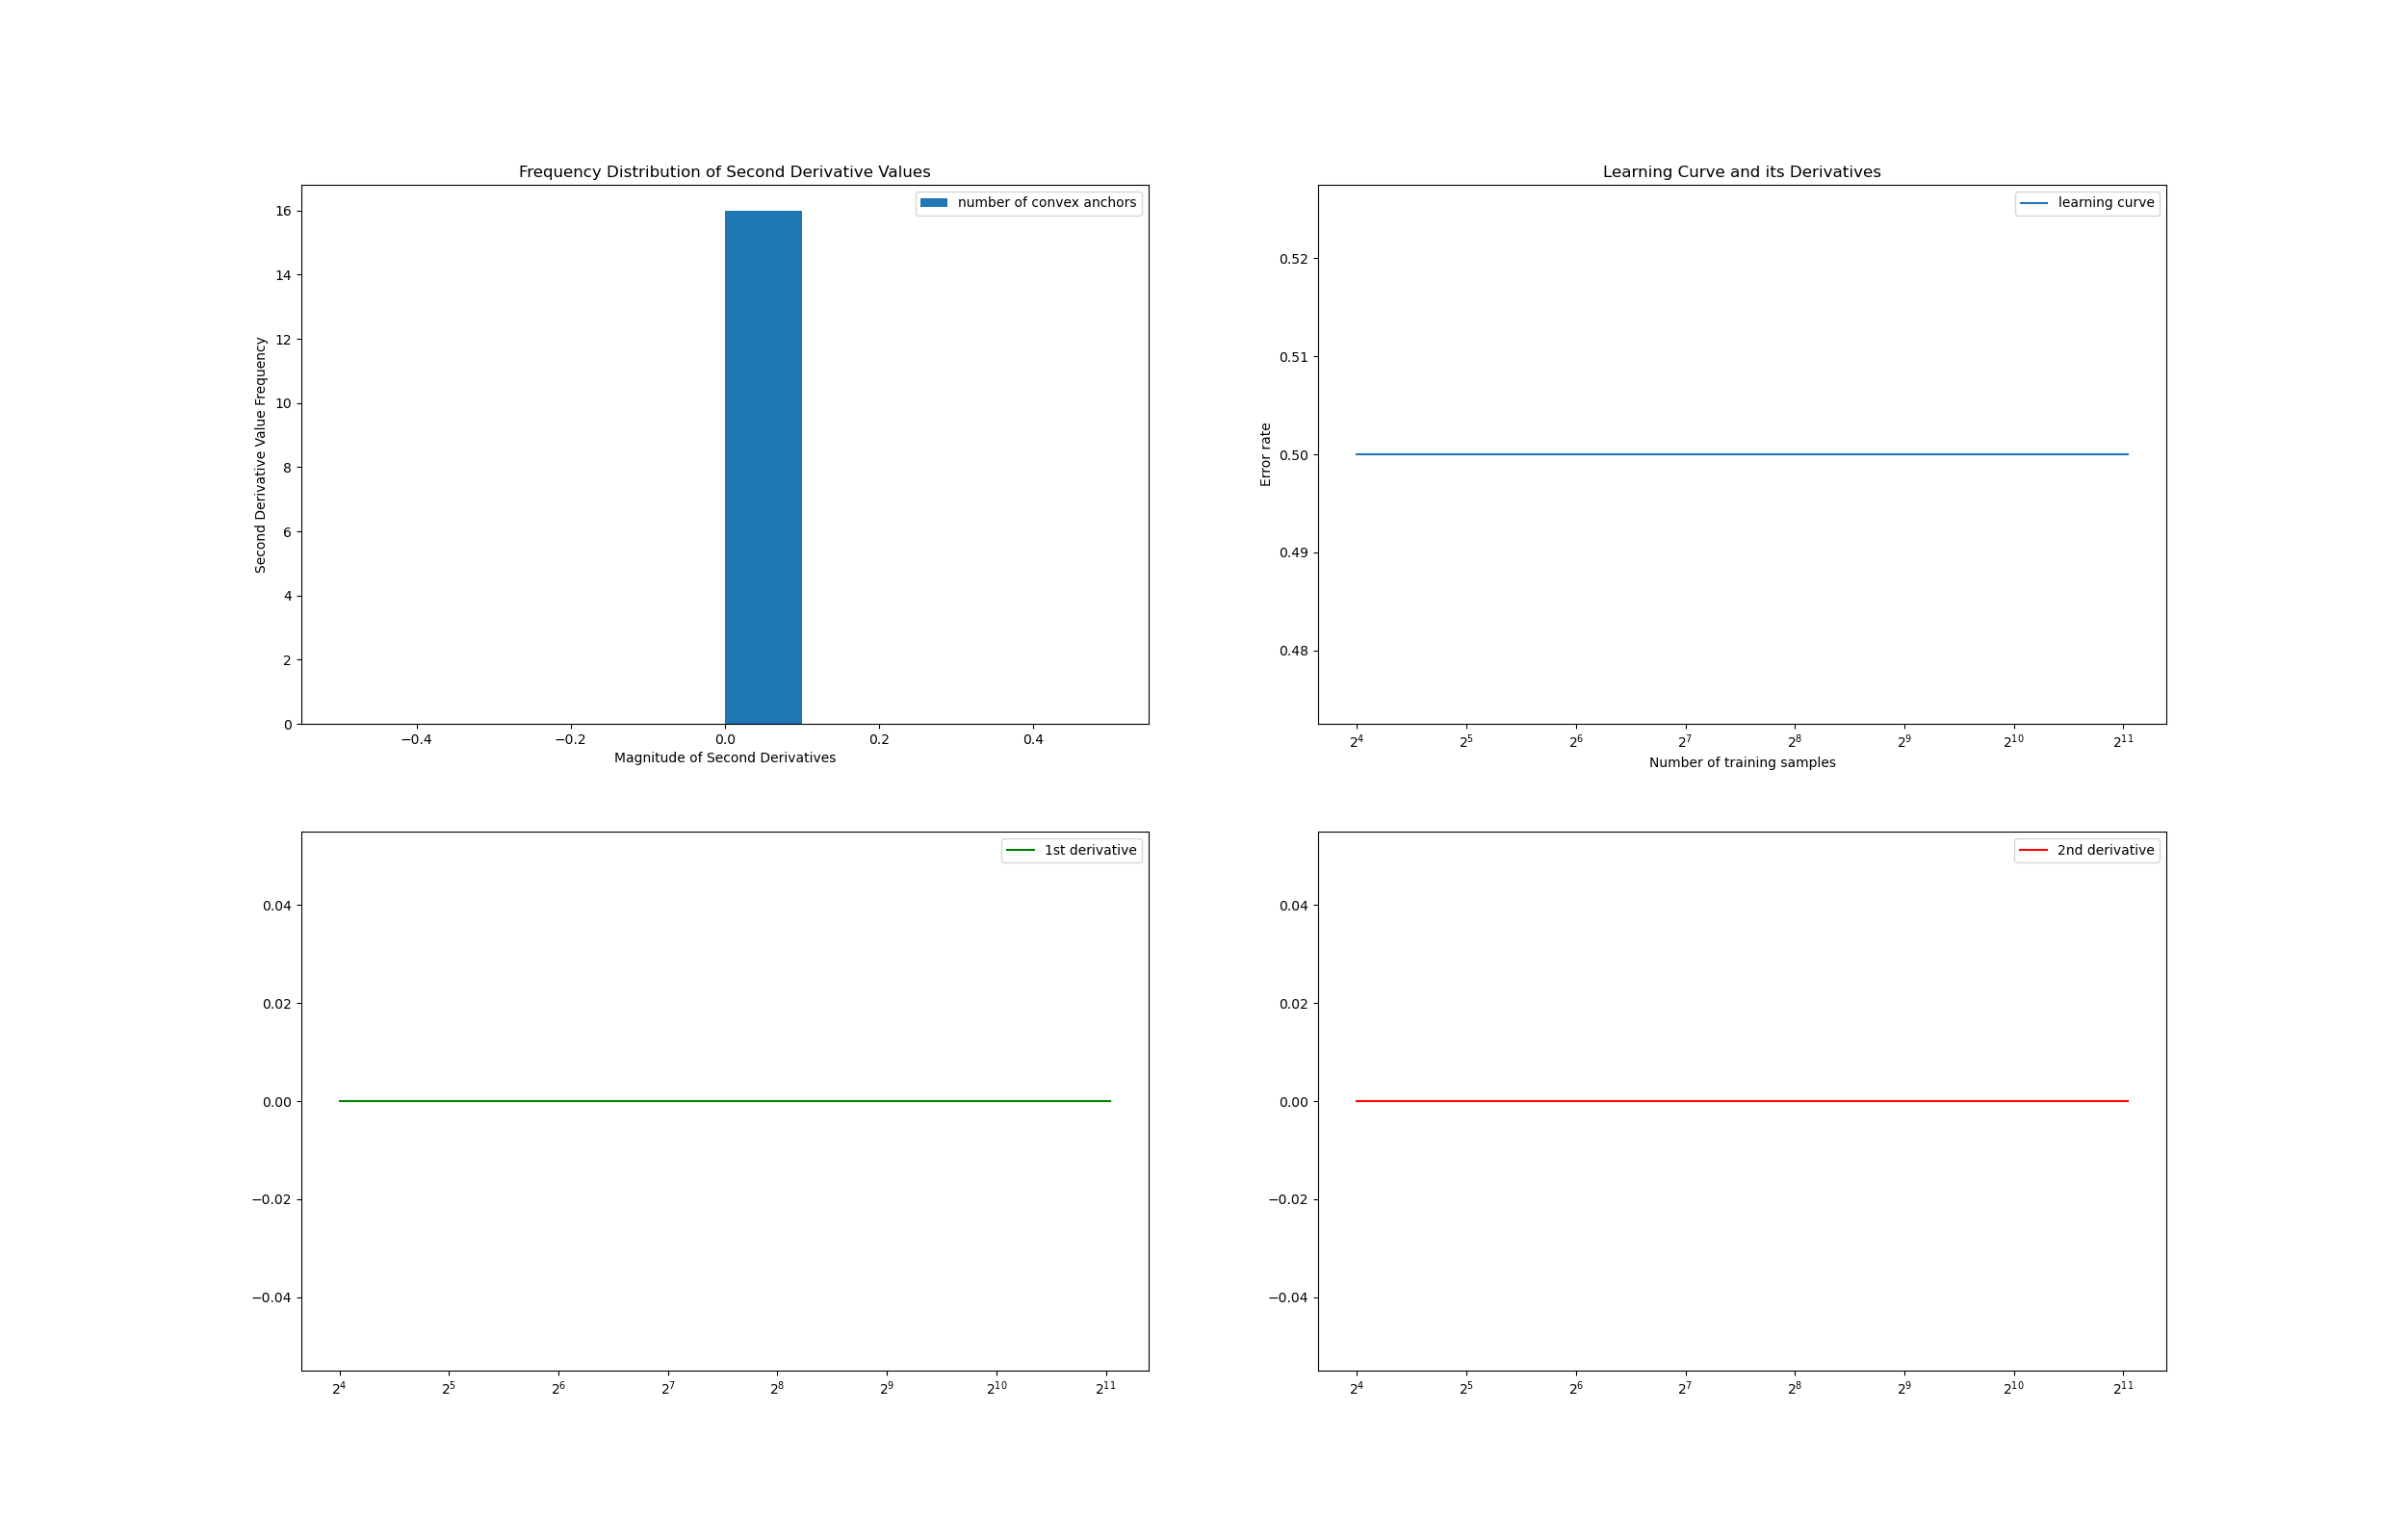 Frequency Distribution of Second Derivative Values
number of convex anchors
Second Derivative Value Frequency
16
14
12
10
8
6
4
2
0
−0.4 −0.2 0.0 0.2 0.4
Magnitude of Second Derivatives
Learning Curve and its Derivatives
learning curve
Error rate
0.52
0.51
0.50
0.49
0.48
2⁴ 2⁵ 2⁶ 2⁷ 2⁸ 2⁹ 2¹⁰ 2¹¹
Number of training samples
1st derivative
0.04
0.02
0.00
−0.02
−0.04
2⁴ 2⁵ 2⁶ 2⁷ 2⁸ 2⁹ 2¹⁰ 2¹¹
2nd derivative
0.04
0.02
0.00
−0.02
−0.04
2⁴ 2⁵ 2⁶ 2⁷ 2⁸ 2⁹ 2¹⁰ 2¹¹